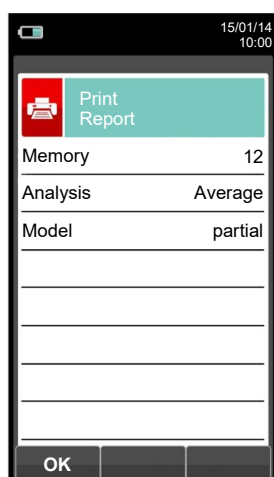 15/01/14
10:00
Print
Report
Memory 12
Analysis Average
Model partial
OK